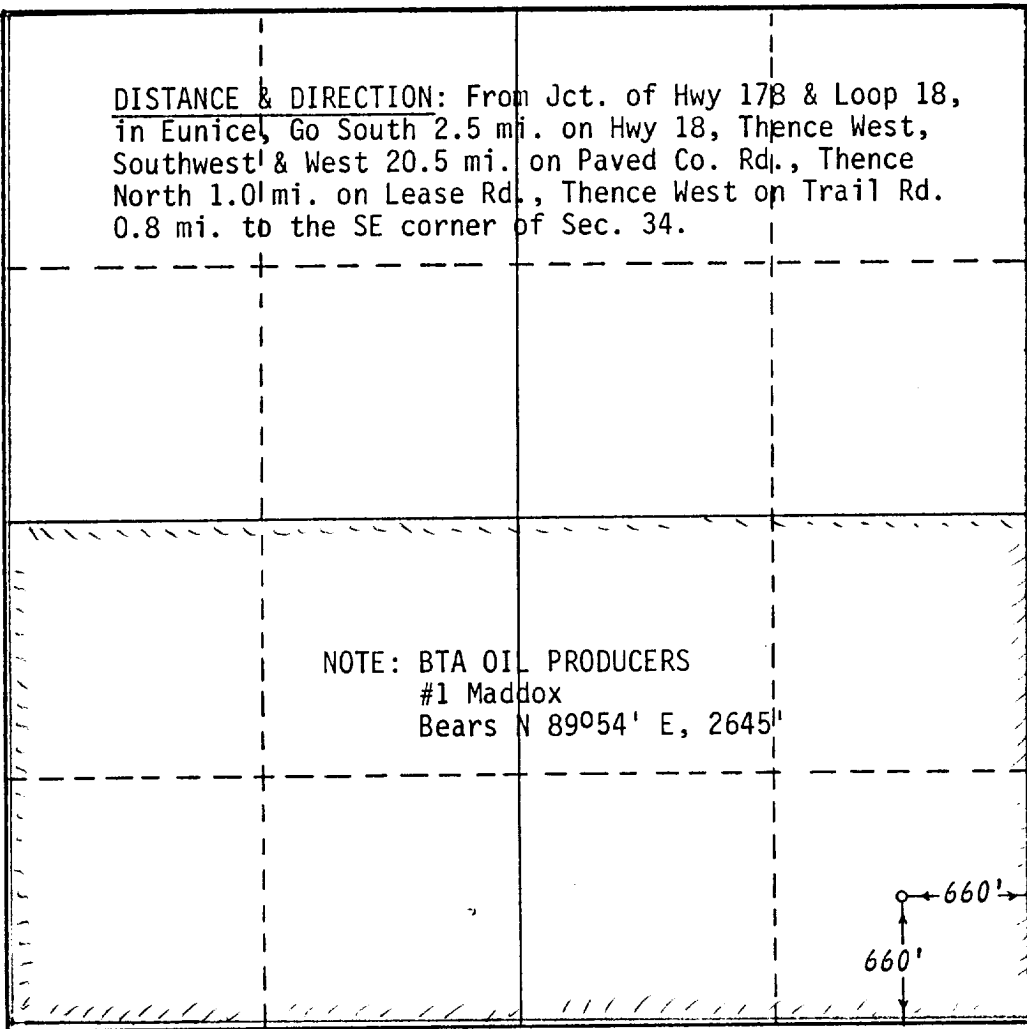 DISTANCE & DIRECTION: From Jct. of Hwy 178 & Loop 18,
in Eunice, Go South 2.5 mi. on Hwy 18, Thence West,
Southwest & West 20.5 mi. on Paved Co. Rd., Thence
North 1.0 mi. on Lease Rd., Thence West on Trail Rd.
0.8 mi. to the SE corner of Sec. 34.
NOTE: BTA OIL PRODUCERS
#1 Maddox
Bears N 89º54' E, 2645'
660'
660'